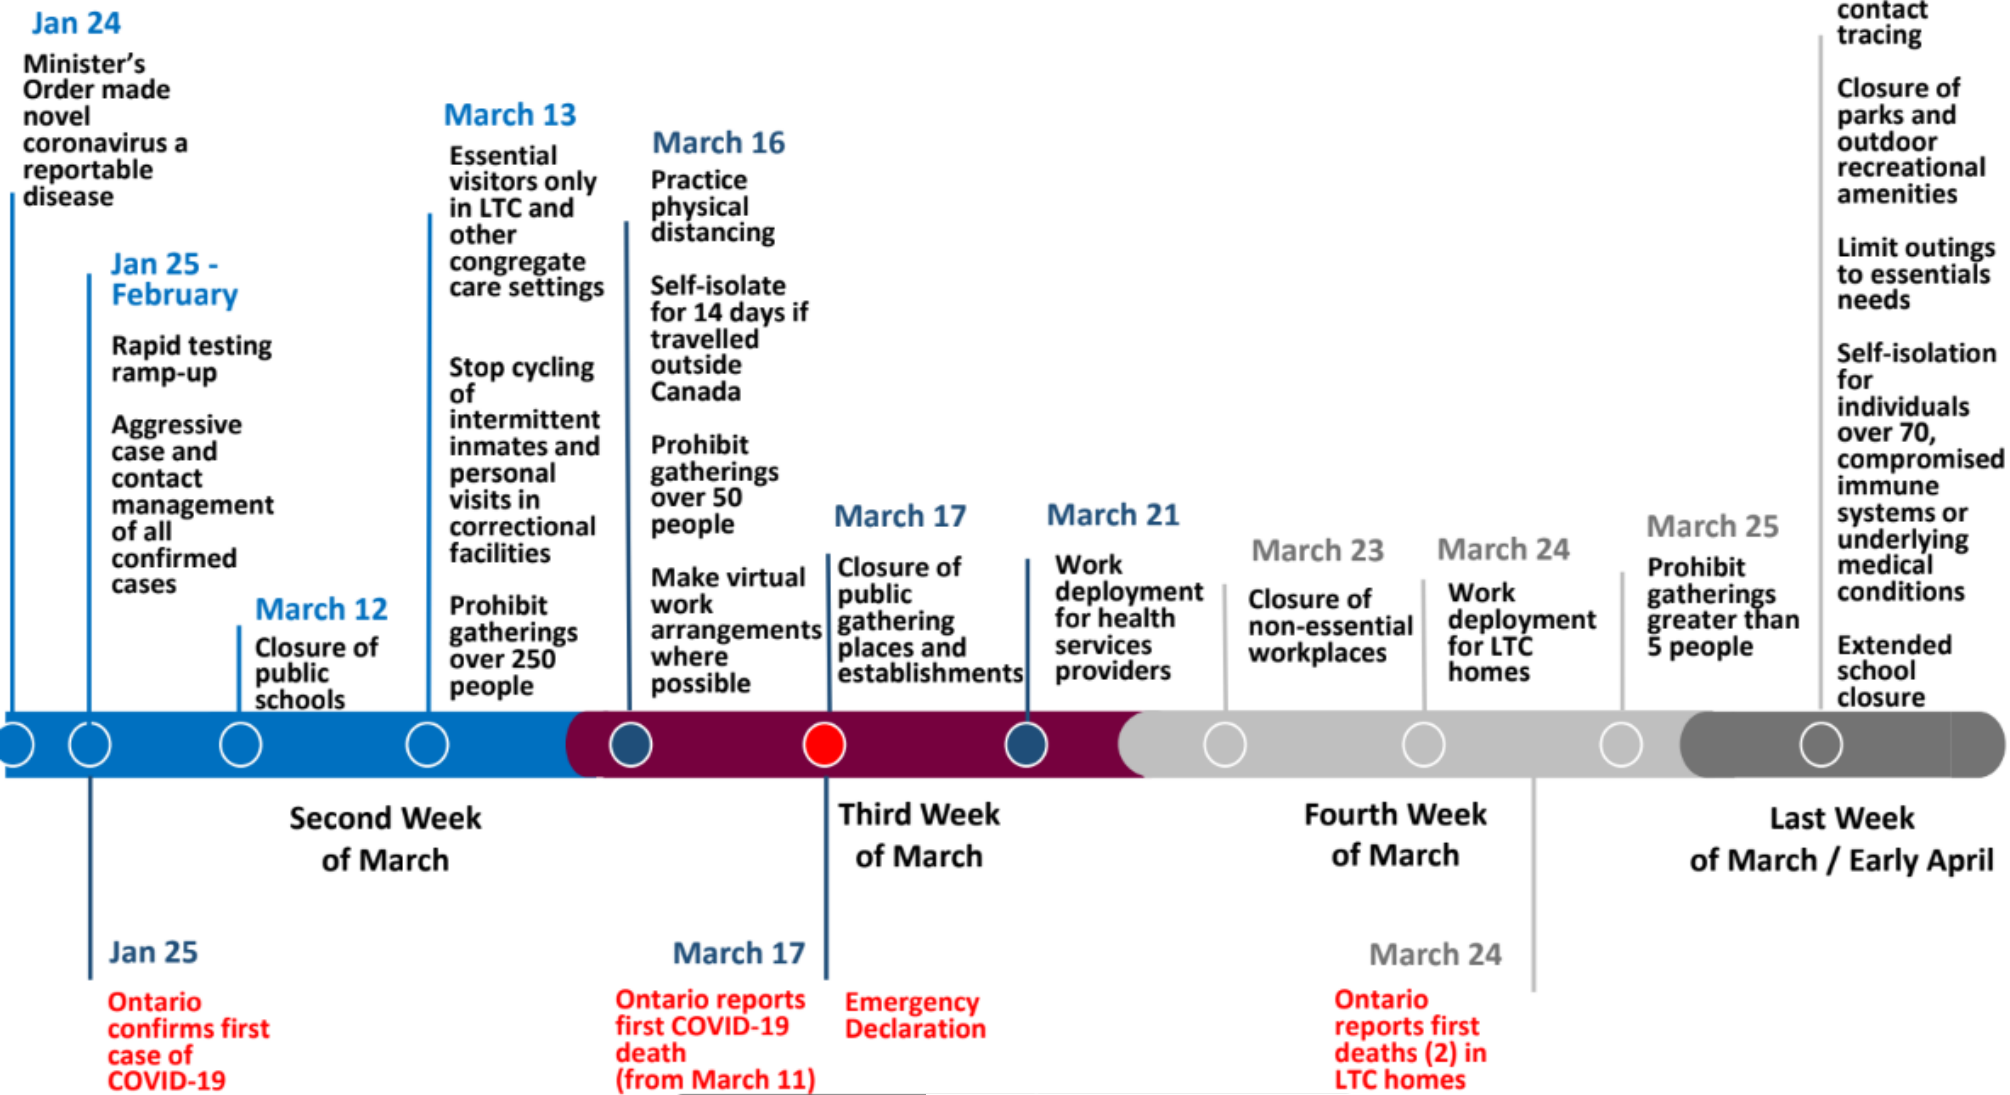 Jan 24
Minister's
Order made
novel
coronavirus a
reportable
disease
Jan 25 -
February
Rapid testing
ramp-up
Aggressive
case and
contact
management
of all
confirmed
cases
March 12
Closure of
public
schools
March 13
Essential
visitors only
in LTC and
other
congregate
care settings
Stop cycling
of
intermittent
inmates and
personal
visits in
correctional
facilities
Prohibit
gatherings
over 250
people
March 16
Practice
physical
distancing
Self-isolate
for 14 days if
travelled
outside
Canada
Prohibit
gatherings
over 50
people
Make virtual
work
arrangements
where
possible
March 17
Closure of
public
gathering
places and
establishments
March 21
Work
deployment
for health
services
providers
March 23
Closure of
non-essential
workplaces
March 24
Work
deployment
for LTC
homes
March 25
Prohibit
gatherings
greater than
5 people
contact
tracing
Closure of
parks and
outdoor
recreational
amenities
Limit outings
to essentials
needs
Self-isolation
for
individuals
over 70,
compromised
immune
systems or
underlying
medical
conditions
Extended
school
closure
Second Week
of March
Third Week
of March
Fourth Week
of March
Last Week
of March / Early April
Jan 25
Ontario
confirms first
case of
COVID-19
March 17
Ontario reports
first COVID-19
death
(from March 11)
Emergency
Declaration
March 24
Ontario
reports first
deaths (2) in
LTC homes